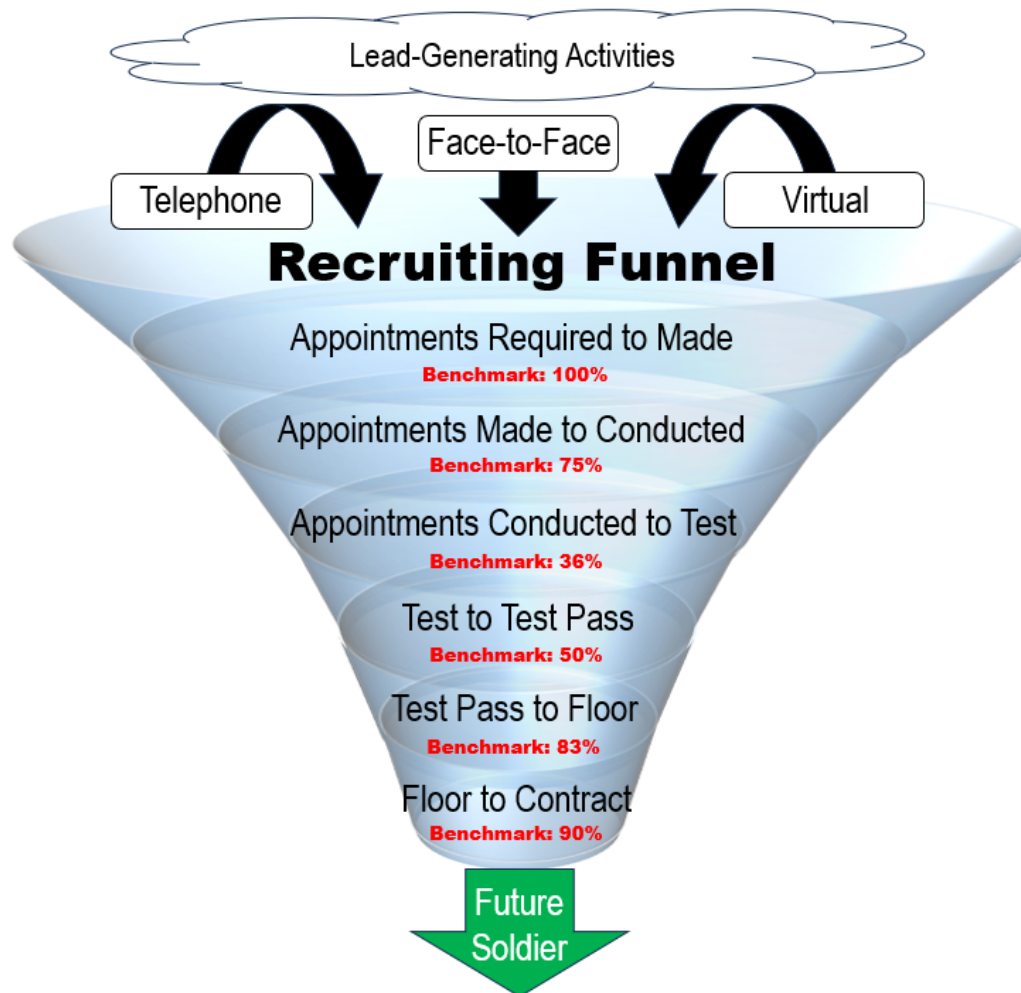 Lead-Generating Activities
Face-to-Face
Telephone
Virtual
Recruiting Funnel
Appointments Required to Made
Benchmark: 100%
Appointments Made to Conducted
Benchmark: 75%
Appointments Conducted to Test
Benchmark: 36%
Test to Test Pass
Benchmark: 50%
Test Pass to Floor
Benchmark: 83%
Floor to Contract
Benchmark: 90%
Future
Soldier